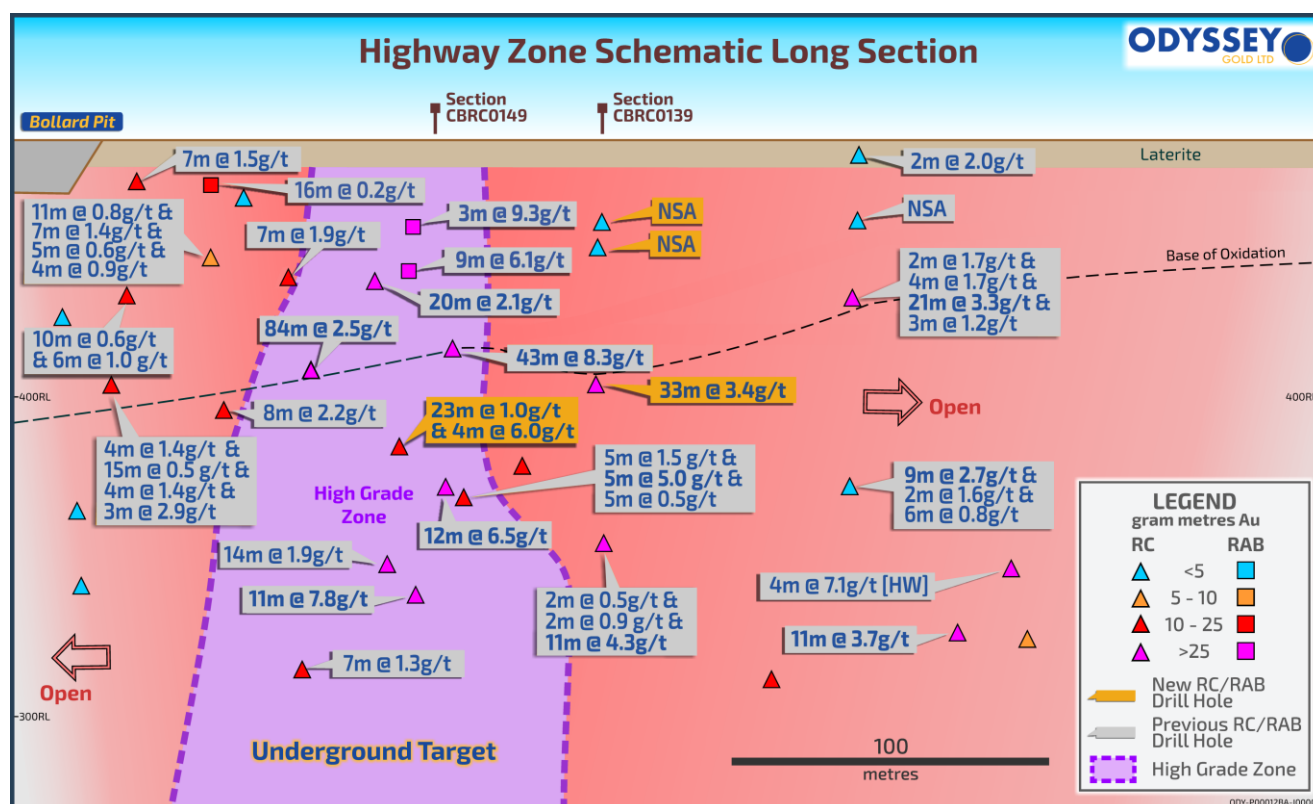 Highway Zone Schematic Long Section
ODYSSEY
GOLD LTD
Section
CBRC0149
Section
CBRC0139
Bollard Pit
Laterite
7m @ 1.5g/t
2m @ 2.0g/t
16m @ 0.2g/t
11m @ 0.8g/t &
7m @ 1.4g/t &
5m @ 0.6g/t &
4m @ 0.9g/t
3m @ 9.3g/t
NSA
NSA
NSA
7m @ 1.9g/t
9m @ 6.1g/t
Base of Oxidation
20m @ 2.1g/t
2m @ 1.7g/t &
4m @ 1.7g/t &
21m @ 3.3g/t &
3m @ 1.2g/t
10m @ 0.6g/t
& 6m @ 1.0 g/t
84m @ 2.5g/t
43m @ 8.3g/t
33m @ 3.4g/t
400RL
400RL
Open
8m @ 2.2g/t
23m @ 1.0g/t
& 4m @ 6.0g/t
4m @ 1.4g/t &
15m @ 0.5 g/t &
4m @ 1.4g/t &
3m @ 2.9g/t
High Grade
Zone
5m @ 1.5 g/t &
5m @ 5.0 g/t &
5m @ 0.5g/t
9m @ 2.7g/t &
2m @ 1.6g/t &
6m @ 0.8g/t
12m @ 6.5g/t
14m @ 1.9g/t
11m @ 7.8g/t
2m @ 0.5g/t &
2m @ 0.9 g/t &
11m @ 4.3g/t
4m @ 7.1g/t [HW]
11m @ 3.7g/t
7m @ 1.3g/t
Open
300RL
Underground Target
100
metres
LEGEND
gram metres Au
RC RAB
<5
5 - 10
10 - 25
>25
New RC/RAB
Drill Hole
Previous RC/RAB
Drill Hole
High Grade Zone